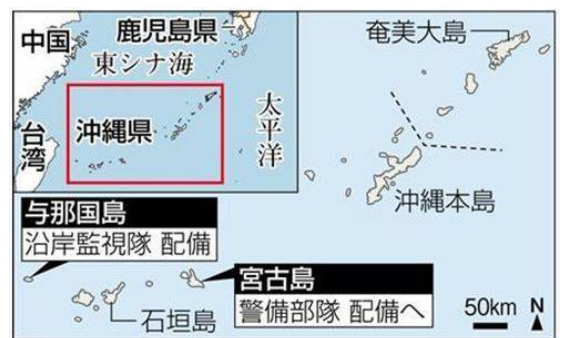 中国
鹿児島県
東シナ海
台湾
沖縄県
太平洋
奄美大島
沖縄本島
与那国島
沿岸監視隊 配備
宮古島
警備部隊 配備へ
石垣島
50km N